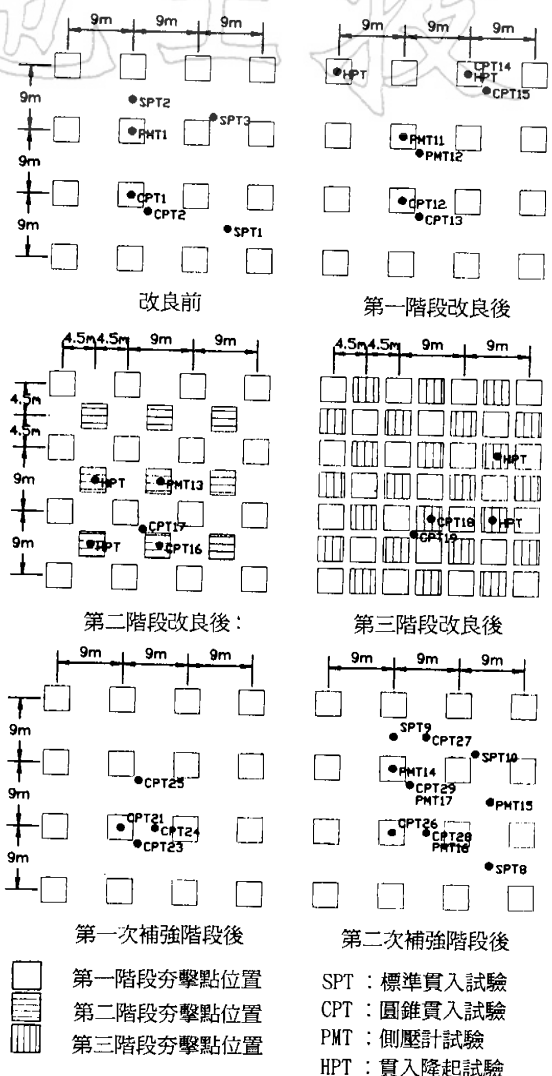 地工技
9m 9m 9m
9m
9m
9m
SPT2
SPT3
PMT1
CPT1
CPT2
SPT1
改良前
9m 9m 9m
HPT
CPT14
HPT
CPT15
PMT11
PMT12
CPT12
CPT13
第一階段改良後
4.5m 4.5m 9m 9m
4.5m
4.5m
9m
9m
HPT
PMT13
CPT17
HPT
CPT16
第二階段改良後：
4.5m 4.5m 9m 9m
HPT
CPT18
HPT
CPT19
第三階段改良後
9m 9m 9m
9m
9m
9m
CPT25
CPT21
CPT24
CPT23
第一次補強階段後
9m 9m 9m
SPT9
CPT27
SPT10
PMT14
CPT29
PMT17
PMT15
CPT26
CPT28
PMT16
SPT8
第二次補強階段後
第一階段夯擊點位置
第二階段夯擊點位置
第三階段夯擊點位置
SPT：標準貫入試驗
CPT：圓錐貫入試驗
PMT：側壓計試驗
HPT：貫入隆起試驗